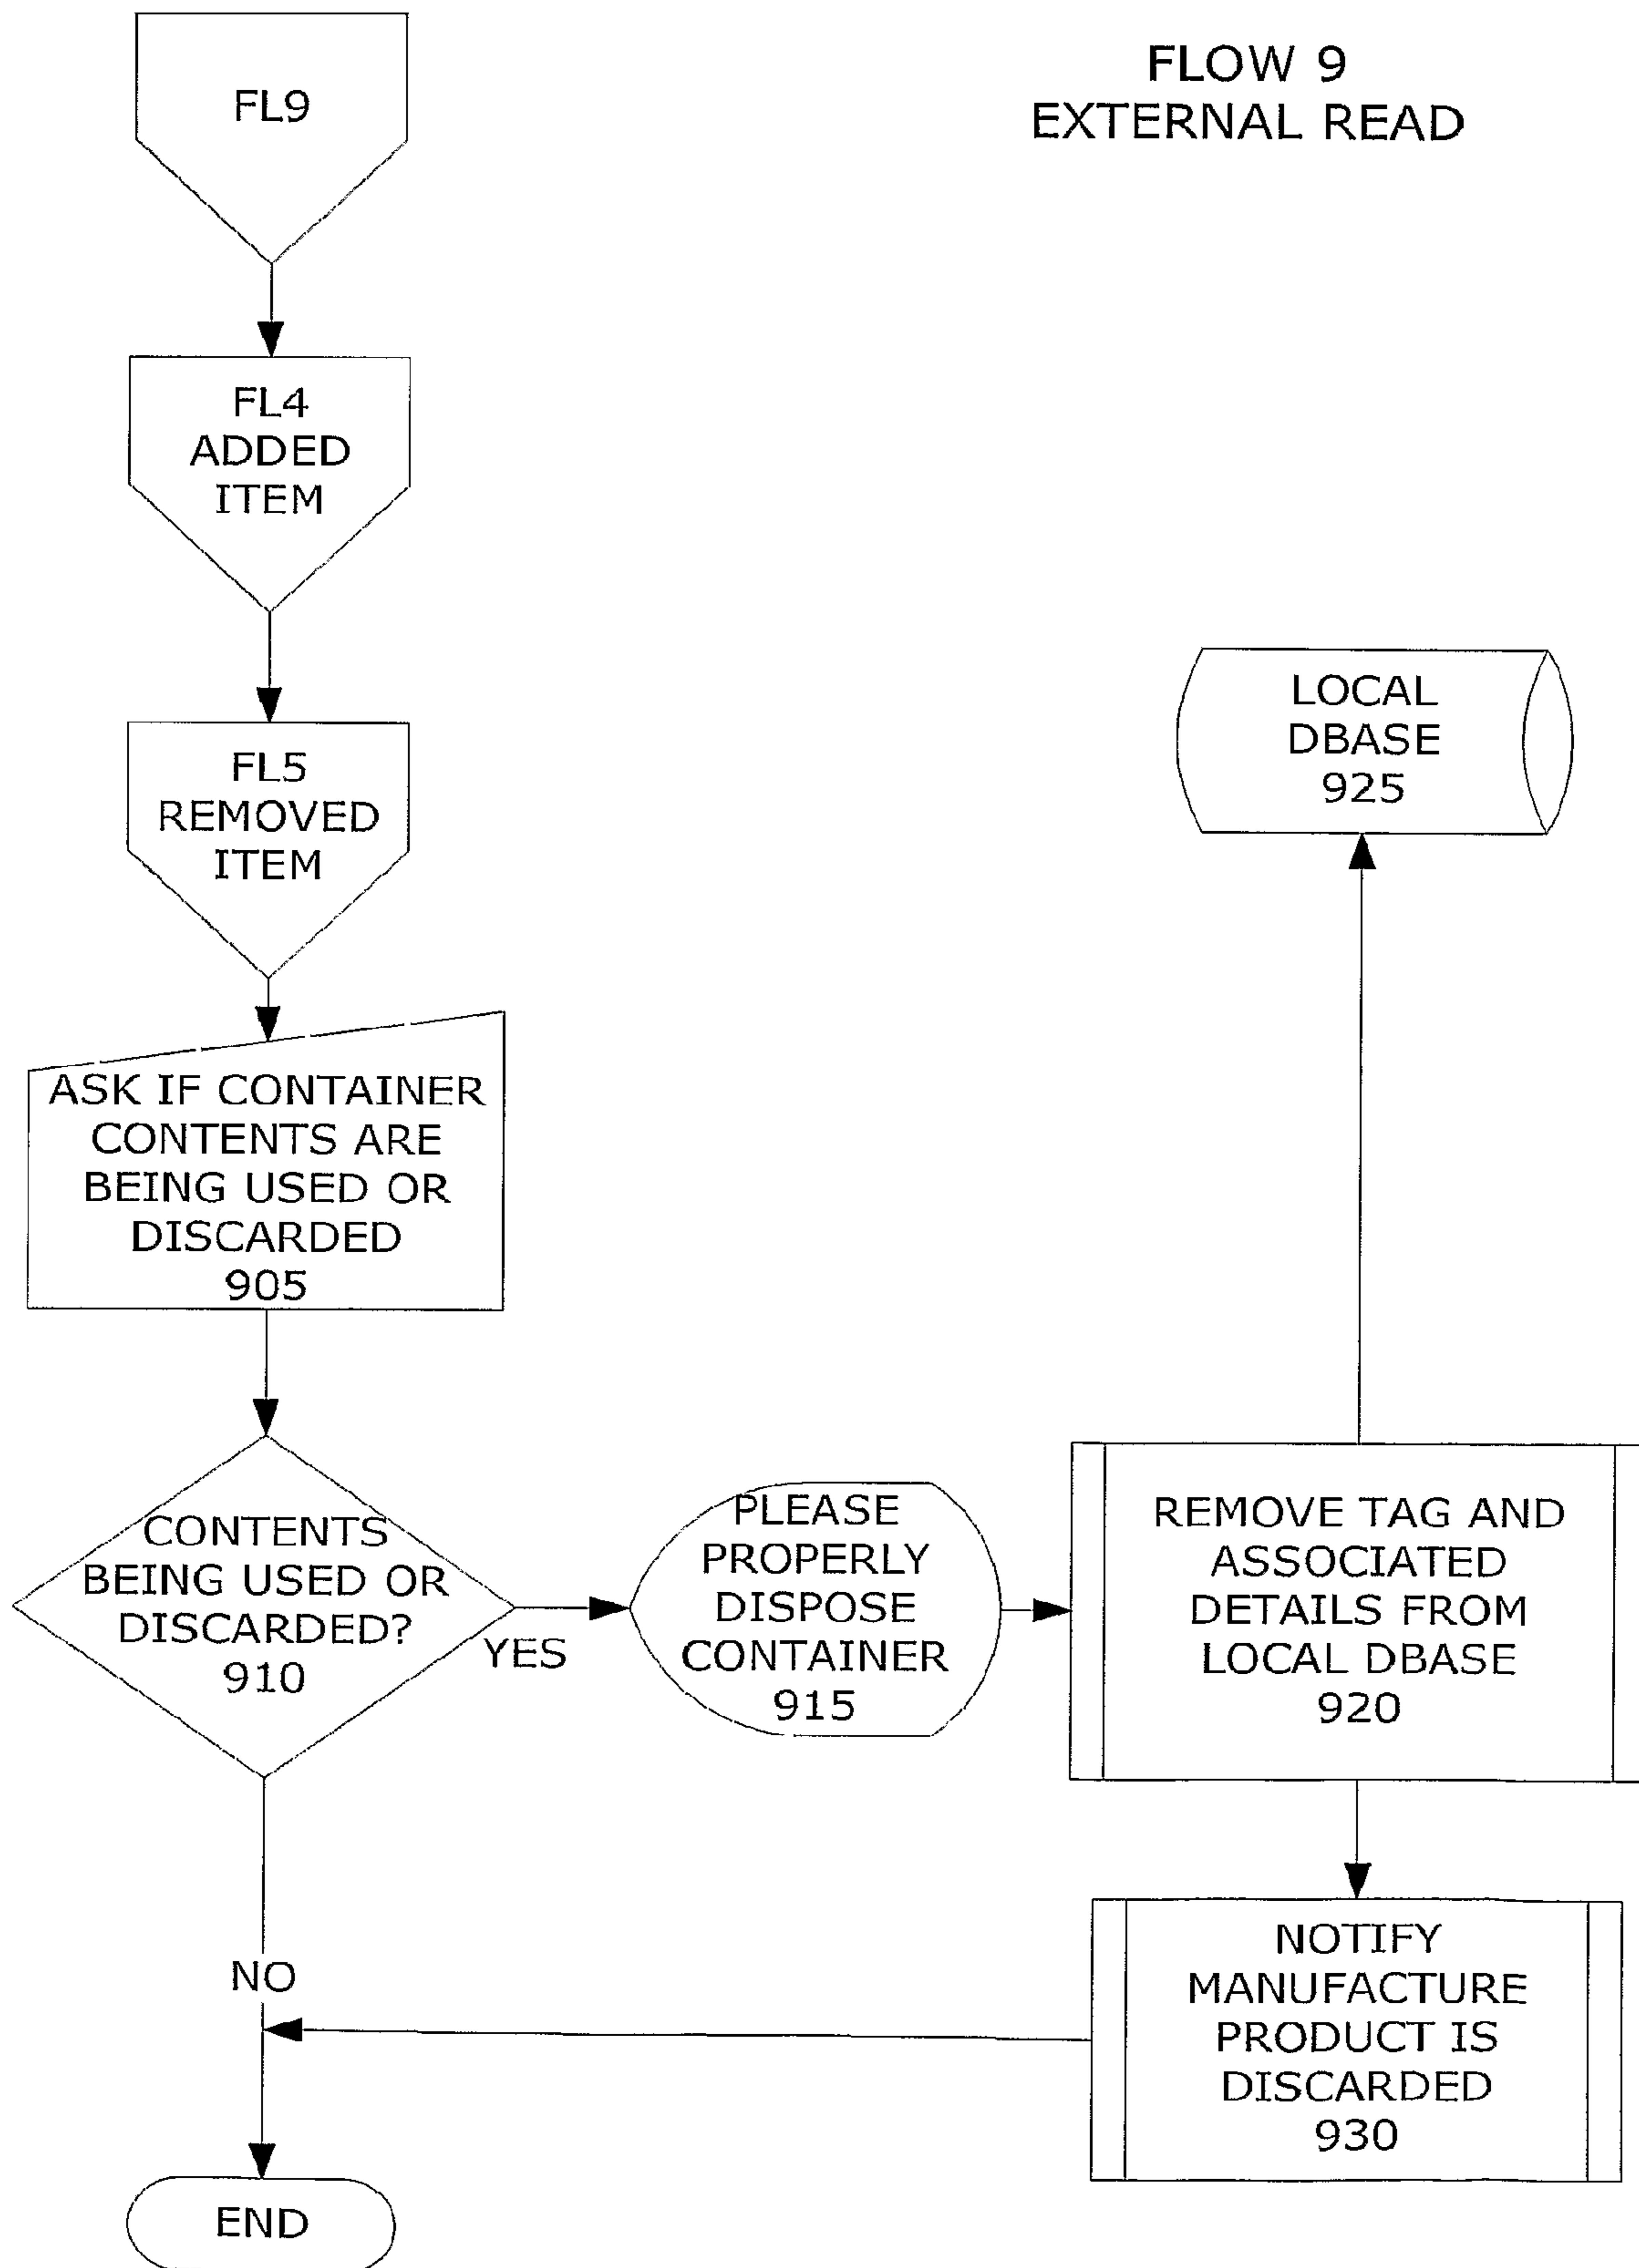 FLOW 9
EXTERNAL READ
FL9
FL4
ADDED
ITEM
FL5
REMOVED
ITEM
LOCAL
DBASE
925
ASK IF CONTAINER
CONTENTS ARE
BEING USED OR
DISCARDED
905
CONTENTS
BEING USED OR
DISCARDED?
910
YES
PLEASE
PROPERLY
DISPOSE
CONTAINER
915
REMOVE TAG AND
ASSOCIATED
DETAILS FROM
LOCAL DBASE
920
NO
NOTIFY
MANUFACTURE
PRODUCT IS
DISCARDED
930
END